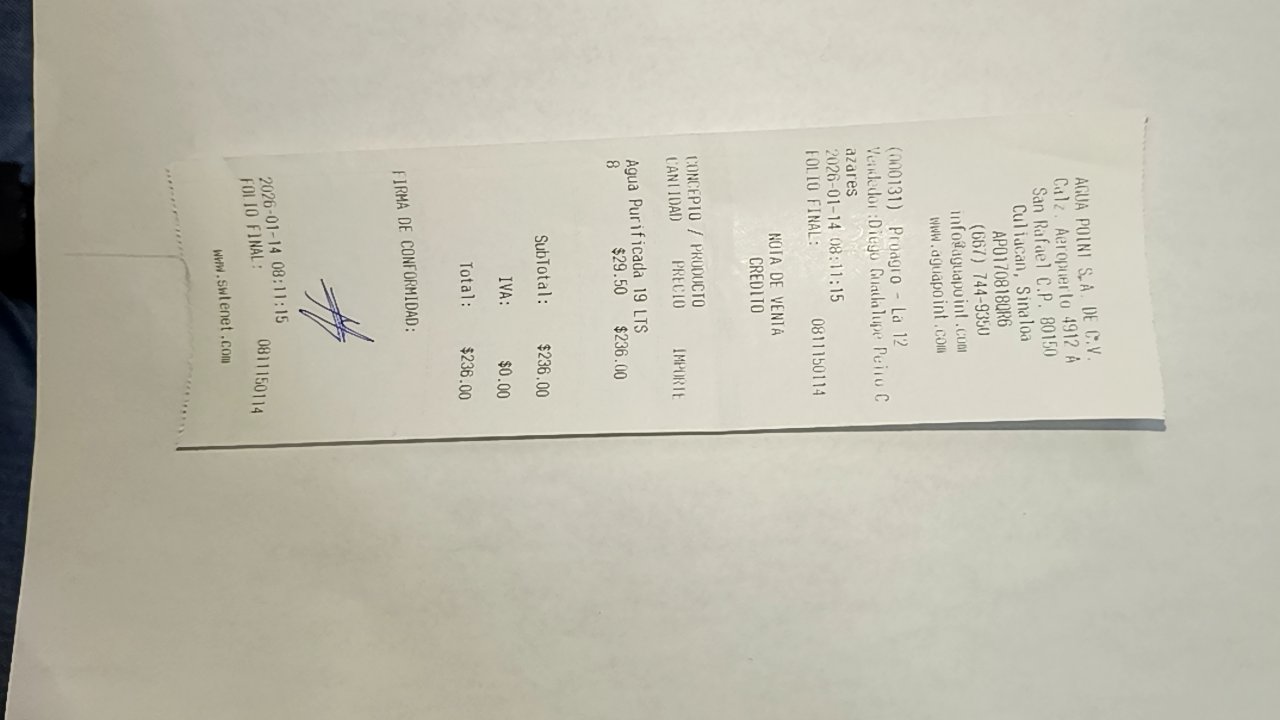 AGUA POINT S.A. DE C.V.
Calz. Aeropuerto 4912 A
San Rafael C.P. 80150
Culiacan, Sinaloa
APO170818QR6
(667) 744-9350
info@aguapoint.com
www.aguapoint.com
(000131) Proagro - La 12
Vendedor:Diego Guadalupe Peiro C
azares
2026-01-14 08:11:15
FOLIO FINAL: 0811150114
NOTA DE VENTA
CREDITO
CONCEPTO / PRODUCTO
CANTIDAD PRECIO IMPORTE
Agua Purificada 19 LTS
8 $29.50 $236.00
SubTotal: $236.00
IVA: $0.00
Total: $236.00
FIRMA DE CONFORMIDAD:
2026-01-14 08:11:15
FOLIO FINAL: 0811150114
www.swtenet.com